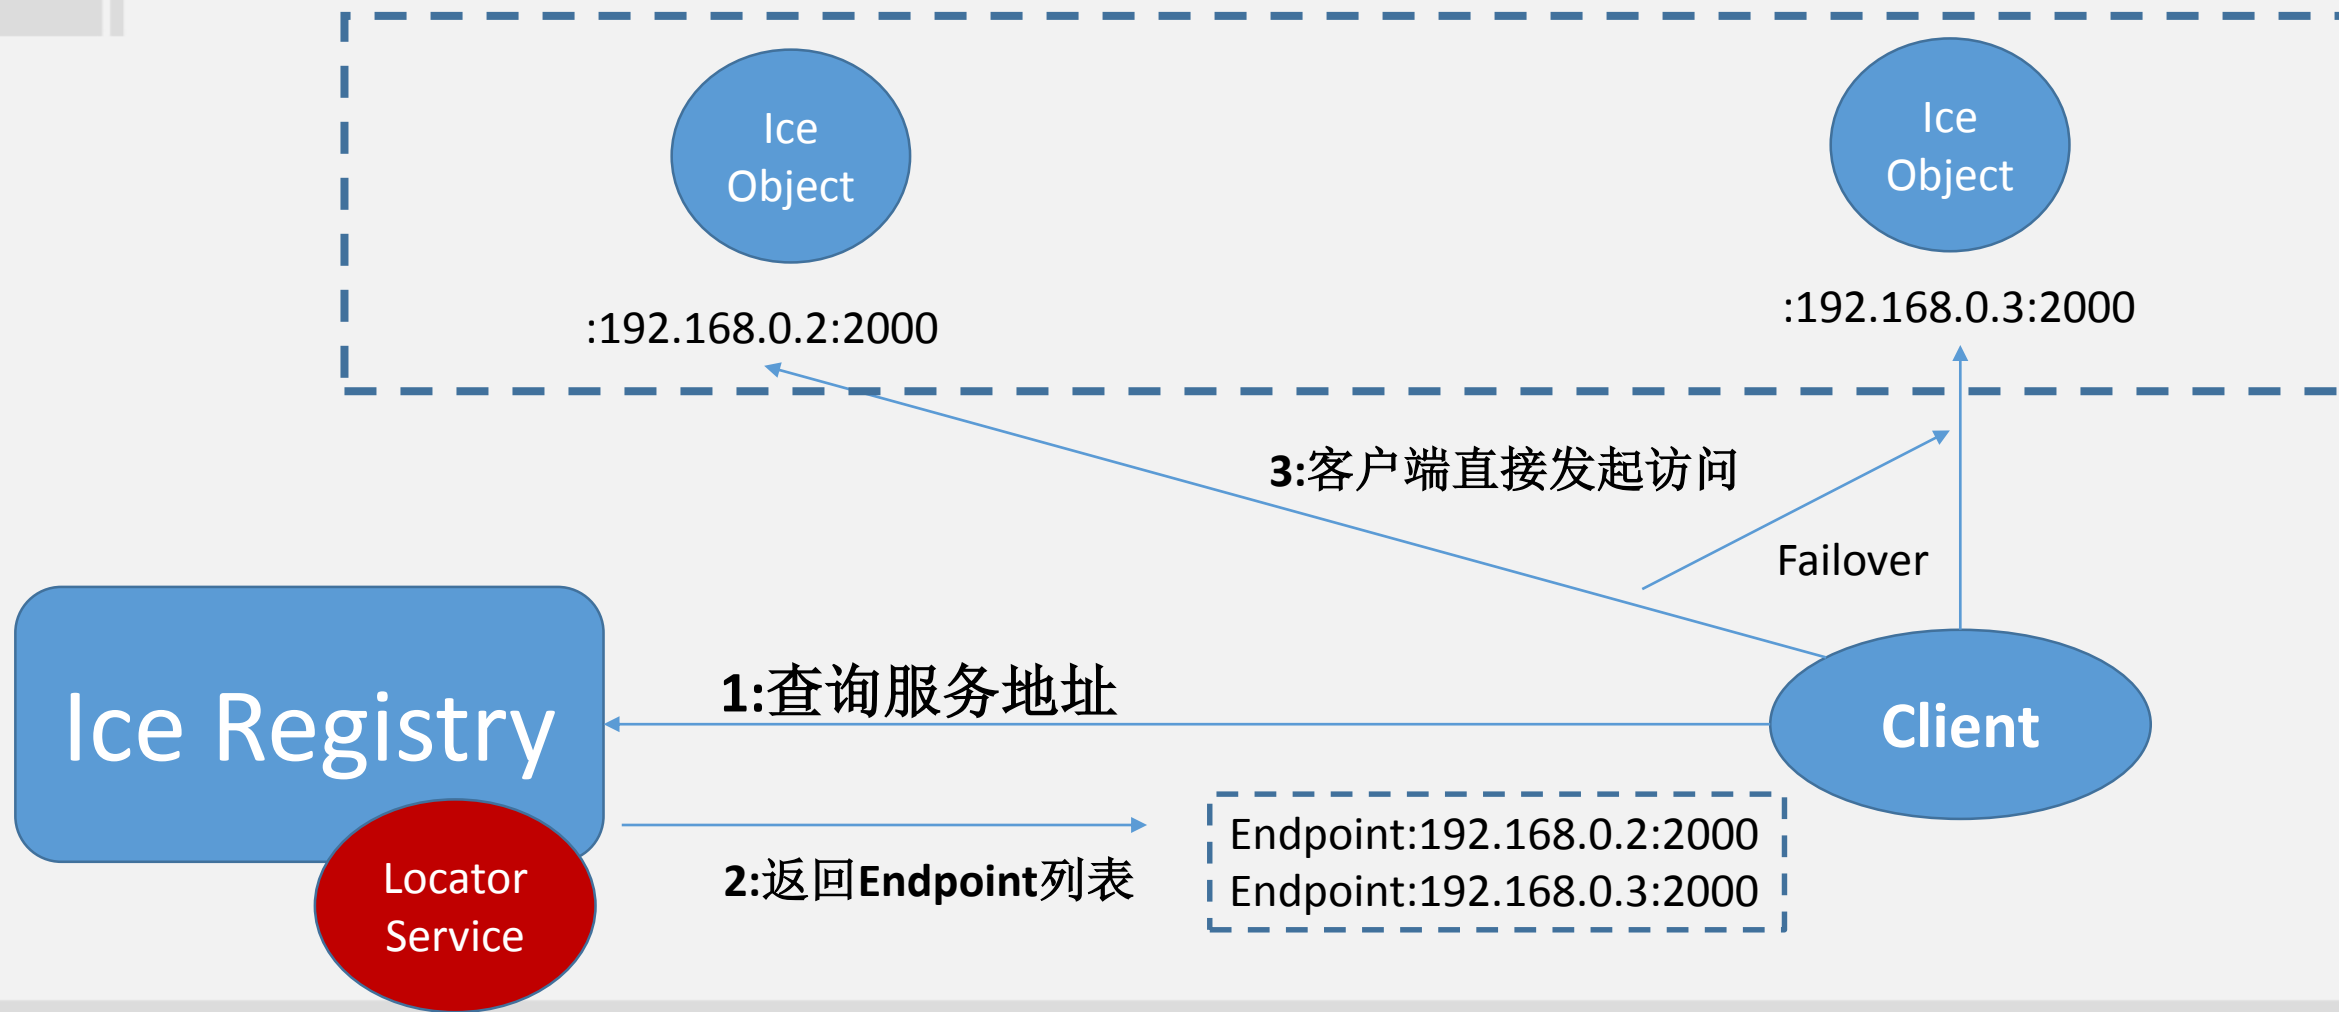 Ice
Object
Ice
Object
:192.168.0.2:2000
:192.168.0.3:2000
3:客户端直接发起访问
Failover
Ice Registry
1:查询服务地址
Client
Locator
Service
2:返回Endpoint列表
Endpoint:192.168.0.2:2000
Endpoint:192.168.0.3:2000